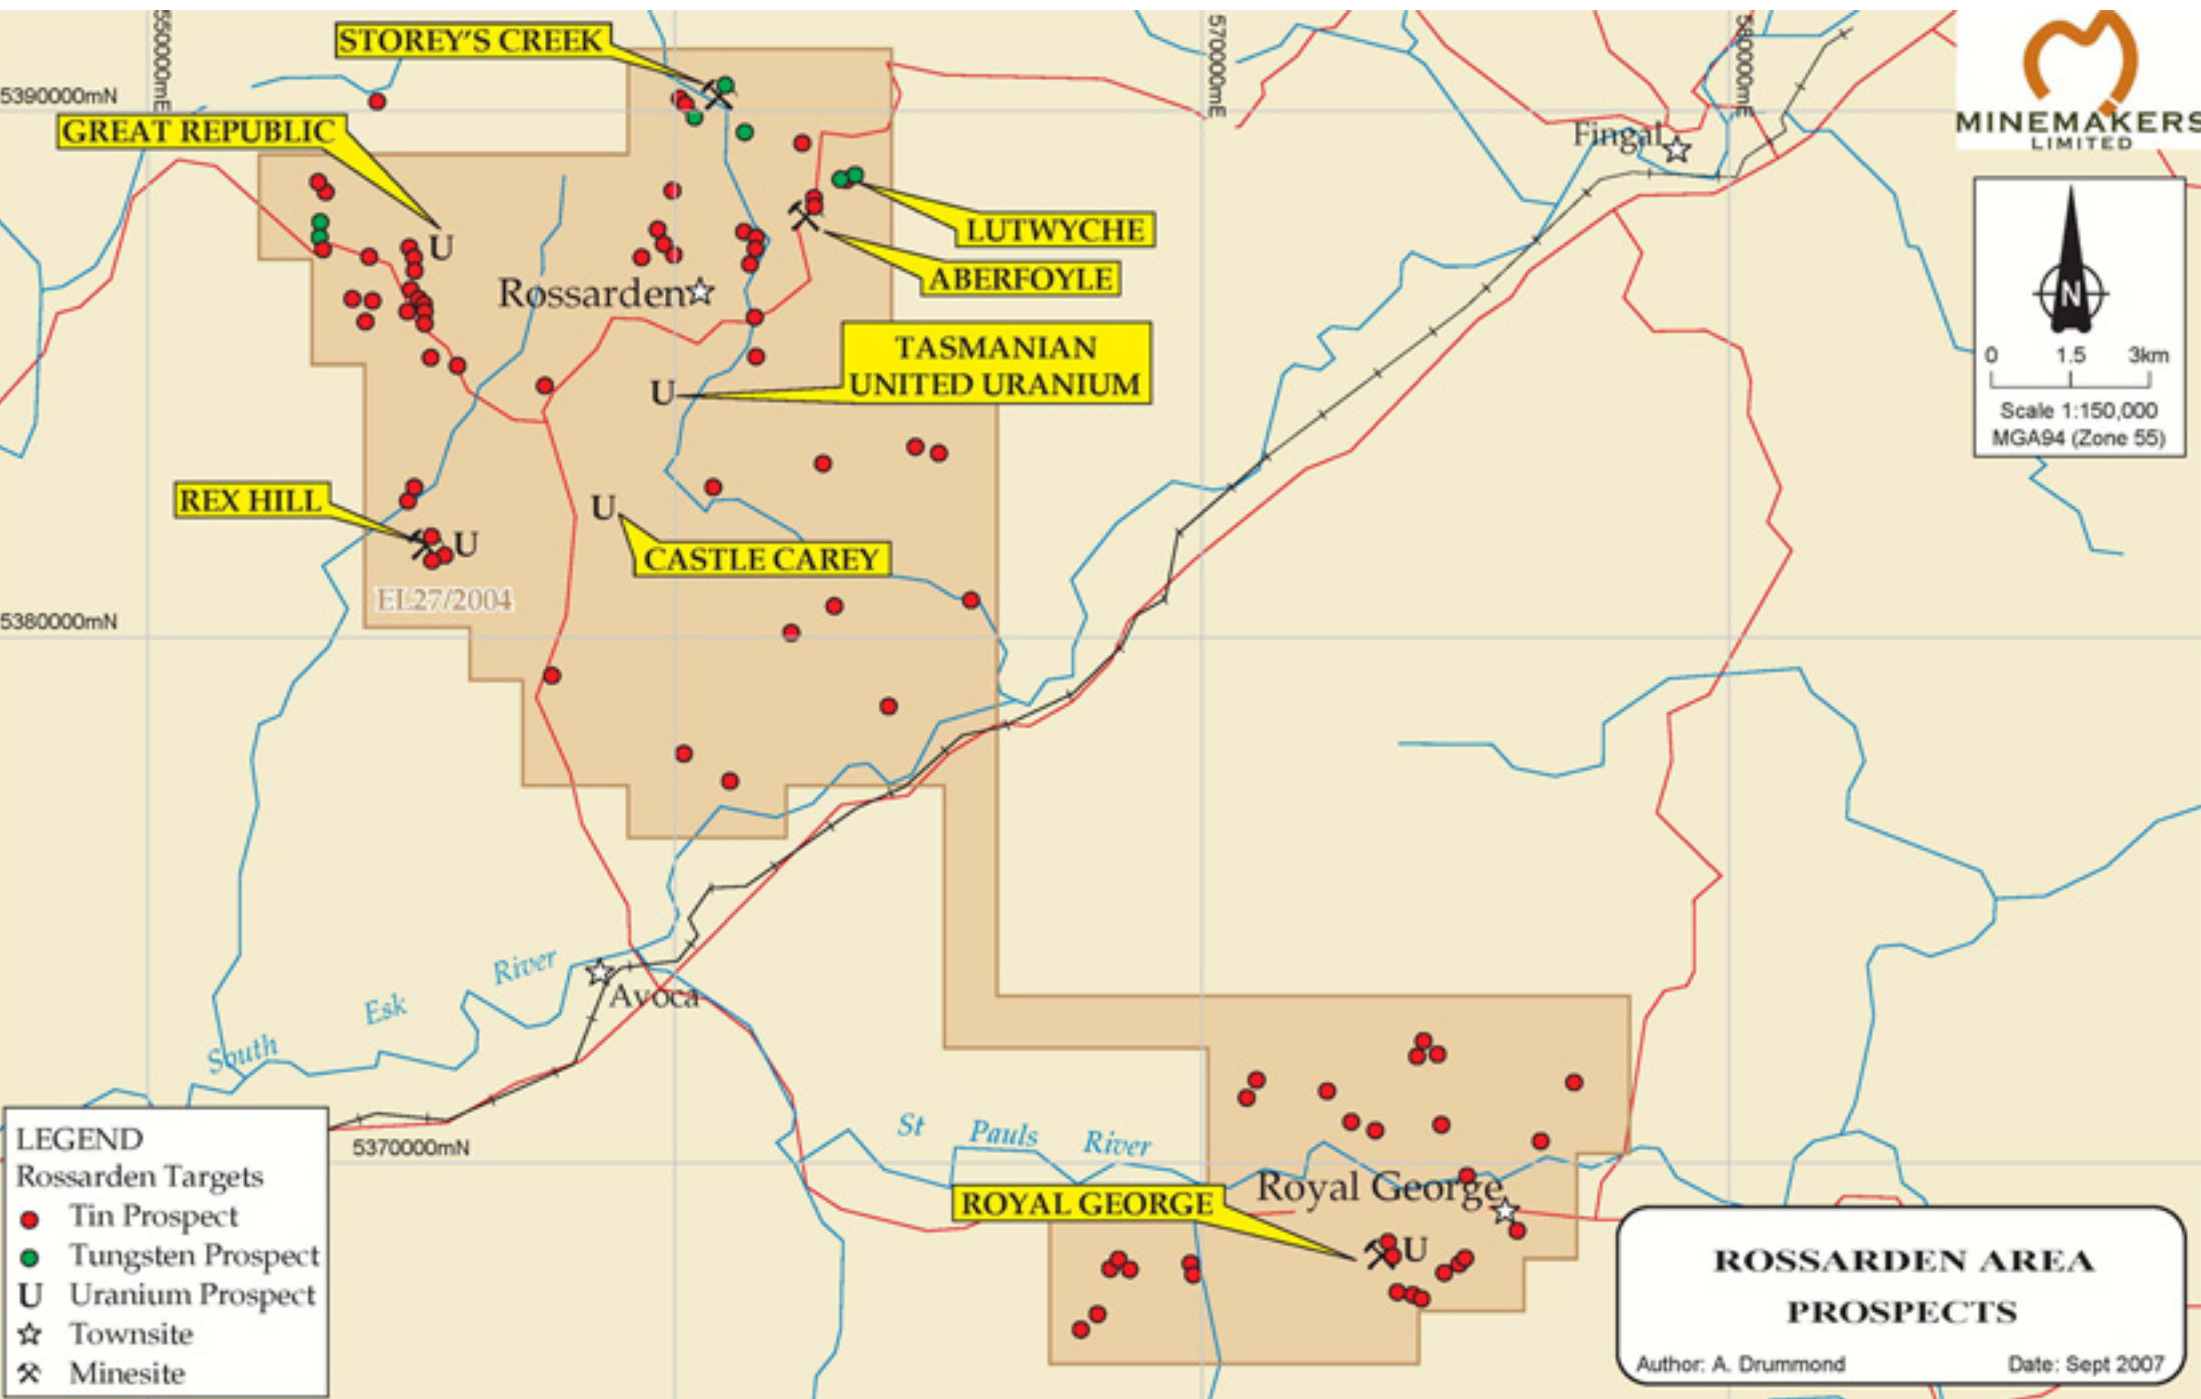 STOREY'S CREEK
550000mE
570000mE
580000mE
MINEMAKERS
LIMITED
5390000mN
GREAT REPUBLIC
Fingal
LUTWYCHE
ABERFOYLE
Rossarden
N
0 1.5 3km
Scale 1:150,000
MGA94 (Zone 55)
TASMANIAN
UNITED URANIUM
U
U
REX HILL
U
U
CASTLE CAREY
EL27/2004
5380000mN
South Esk River
Avoca
5370000mN
St Pauls River
Royal George
ROYAL GEORGE
U
LEGEND
Rossarden Targets
Tin Prospect
Tungsten Prospect
U Uranium Prospect
Townsite
Minesite
ROSSARDEN AREA
PROSPECTS
Author: A. Drummond Date: Sept 2007